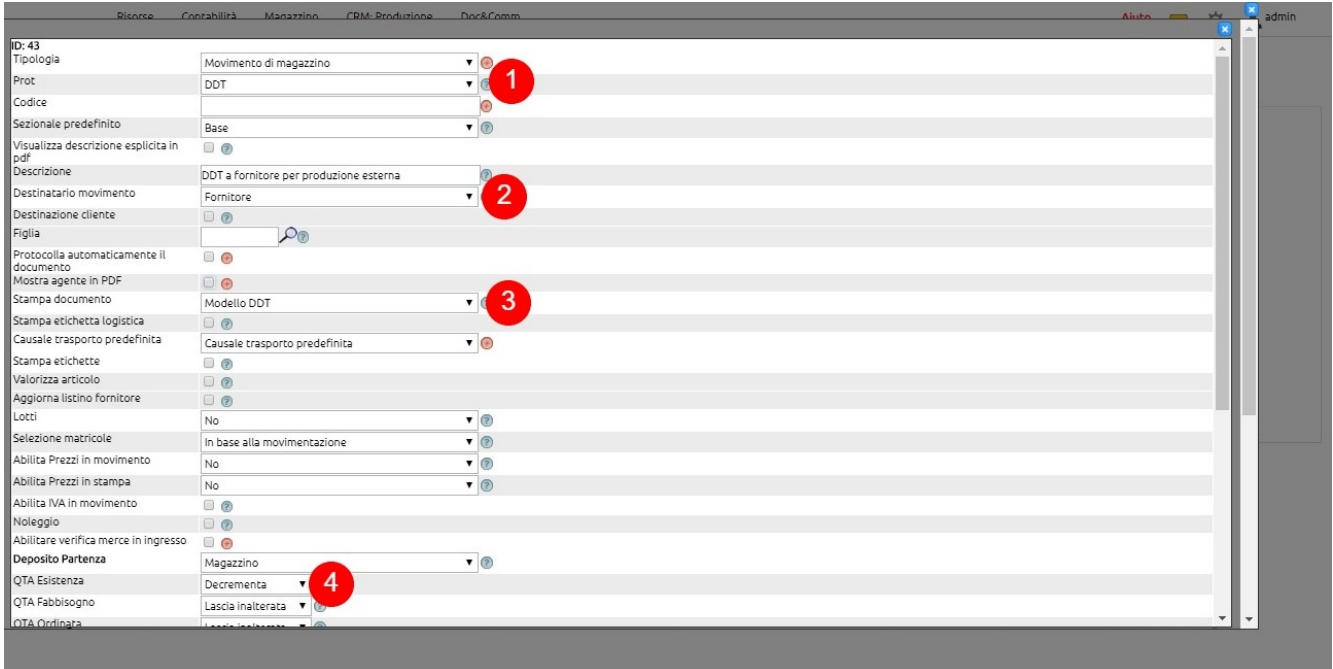 Risorse Contabilità Magazzino CRM: Produzione Doc&Comm Aiuto admin
ID: 43
Tipologia Movimento di magazzino
1
Prot DDT
Codice
Sezionale predefinito Base
Visualizza descrizione esplicita in
pdf
Descrizione DDT a fornitore per produzione esterna
Destinatario movimento Fornitore 2
Destinazione cliente
Figlia
Protocolla automaticamente il
documento
Mostra agente in PDF
Stampa documento Modello DDT 3
Stampa etichetta logistica
Causale trasporto predefinita Causale trasporto predefinita
Stampa etichette
Valorizza articolo
Aggiorna listino fornitore
Lotti No
Selezione matricole In base alla movimentazione
Abilita Prezzi in movimento No
Abilita Prezzi in stampa No
Abilita IVA in movimento
Noleggio
Abilitare verifica merce in ingresso
Deposito Partenza Magazzino
QTA Esistenza Decrementa 4
QTA Fabbisogno Lascia inalterata
QTA Ordinata Lascia inalterata